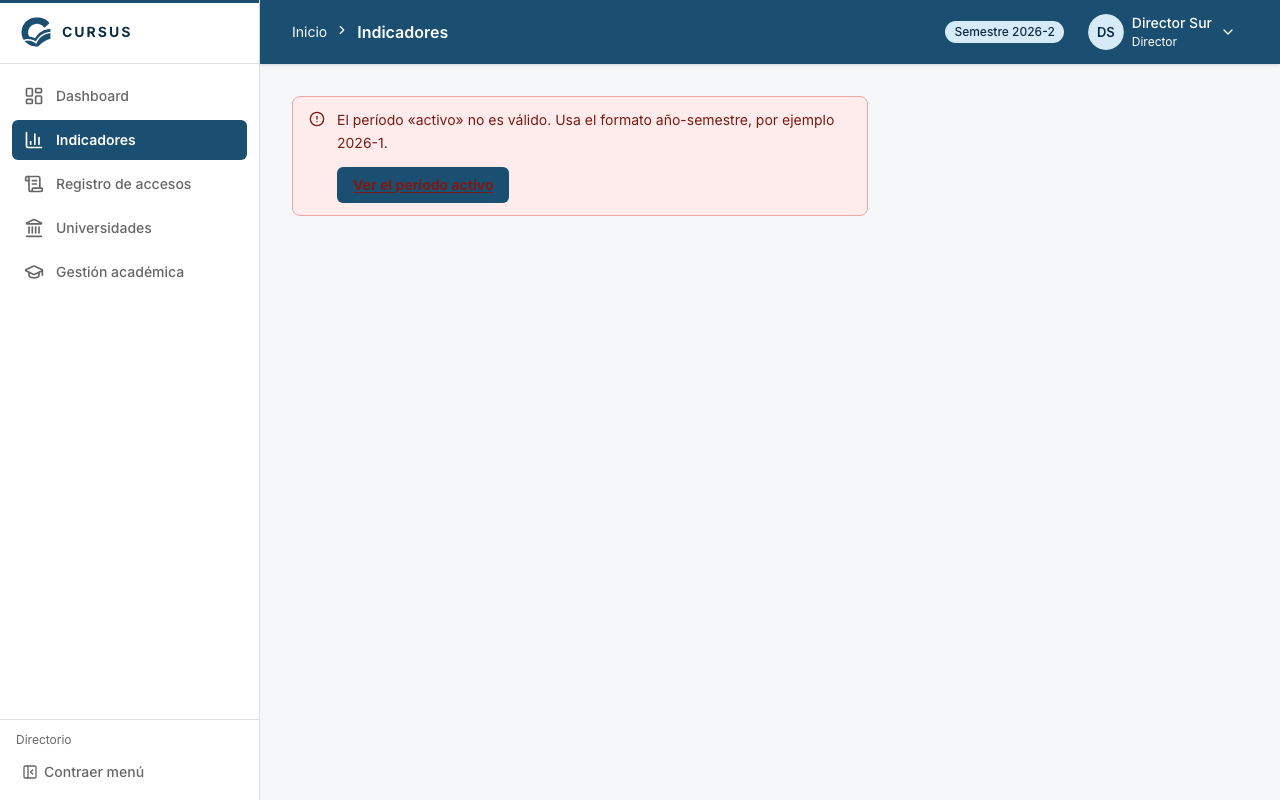 CURSUS
Inicio
Indicadores
Semestre 2026-2
DS
Director Sur
Director
Dashboard
Indicadores
Registro de accesos
Universidades
Gestión académica
El período «activo» no es válido. Usa el formato año-semestre, por ejemplo
2026-1.
Ver el período activo
Directorio
Contraer menú